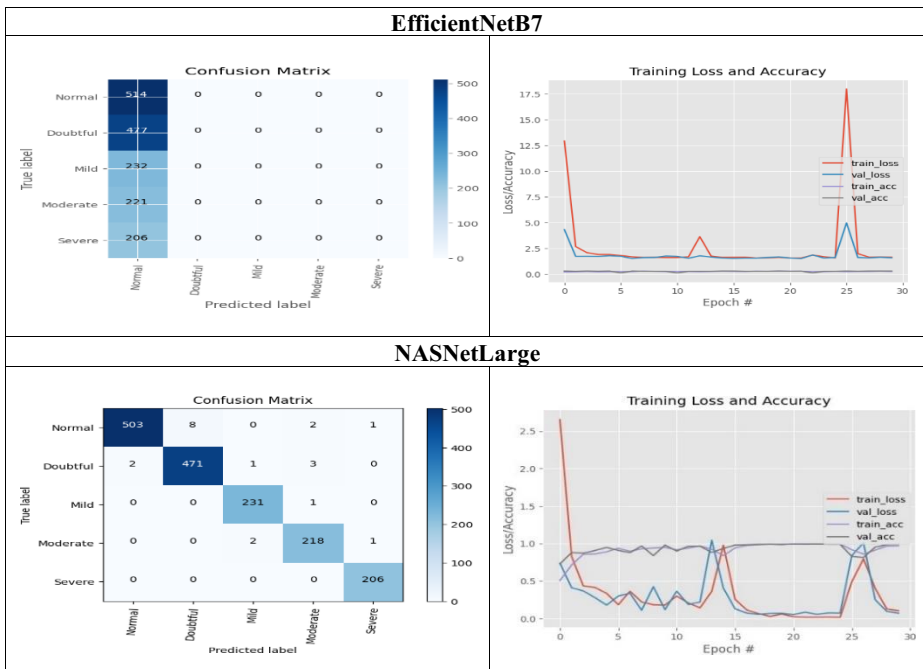 EfficientNetB7
Confusion Matrix
Normal 514 0 0 0 0
Doubtful 477 0 0 0 0
Mild 232 0 0 0 0
Moderate 221 0 0 0 0
Severe 206 0 0 0 0
Normal Doubtful Mild Moderate Severe
True label
Predicted label
500
400
300
200
100
0
Training Loss and Accuracy
17.5
15.0
12.5
10.0
7.5
5.0
2.5
0.0
Loss/Accuracy
train_loss
val_loss
train_acc
val_acc
0 5 10 15 20 25 30
Epoch #
NASNetLarge
Confusion Matrix
Normal 503 8 0 2 1
Doubtful 2 471 1 3 0
Mild 0 0 231 1 0
Moderate 0 0 2 218 1
Severe 0 0 0 0 206
Normal Doubtful Mild Moderate Severe
True label
Predicted label
500
400
300
200
100
0
Training Loss and Accuracy
2.5
2.0
1.5
1.0
0.5
0.0
Loss/Accuracy
train_loss
val_loss
train_acc
val_acc
0 5 10 15 20 25 30
Epoch #